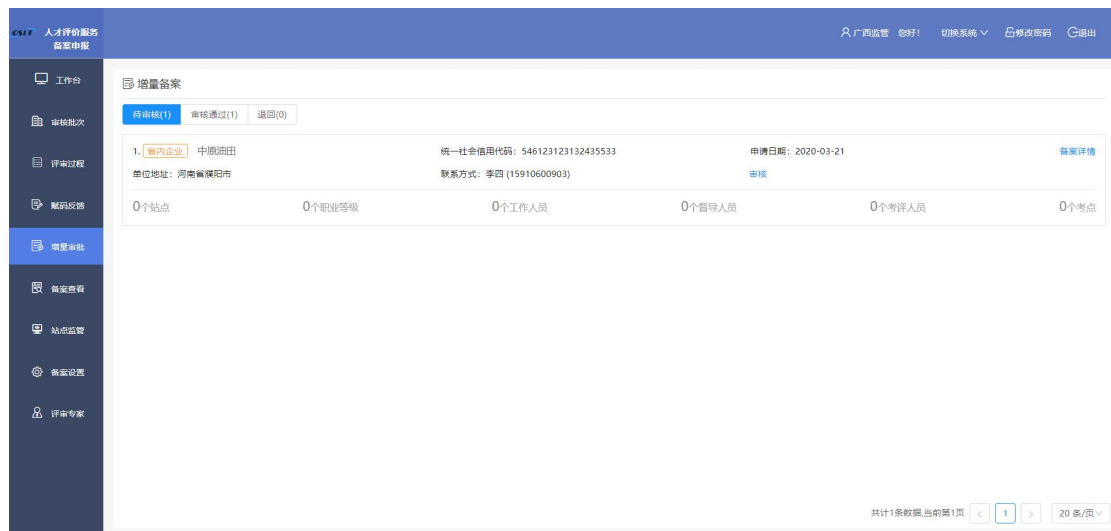 OSTA 人才评价服务
备案申报
广西监管 您好! 切换系统 修改密码 退出
工作台
审核批次
评审过程
赋码反馈
增量审批
备案查看
站点监管
备案设置
评审专家
增量备案
待审核(1) 审核通过(1) 退回(0)
1. 省内企业 中原油田 统一社会信用代码: 546123123132435533 申请日期: 2020-03-21 备案详情
单位地址: 河南省濮阳市 联系方式: 李四 (15910600903) 审核
0个站点 0个职业等级 0个工作人员 0个督导人员 0个考评人员 0个考点
共计1条数据,当前第1页 < 1 > 20 条/页